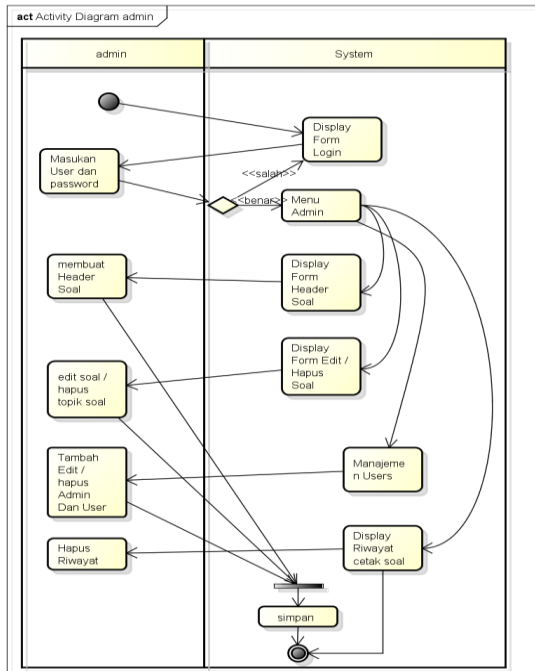 act Activity Diagram admin
admin
System
Display
Form
Login
Masukan
User dan
password
<<salah>>
<<benar>>
Menu
Admin
membuat
Header
Soal
Display
Form
Header
Soal
Display
Form Edit /
Hapus
Soal
edit soal /
hapus
topik soal
Tambah
Edit /
hapus
Admin
Dan User
Manajeme
n Users
Hapus
Riwayat
Display
Riwayat
cetak soal
simpan